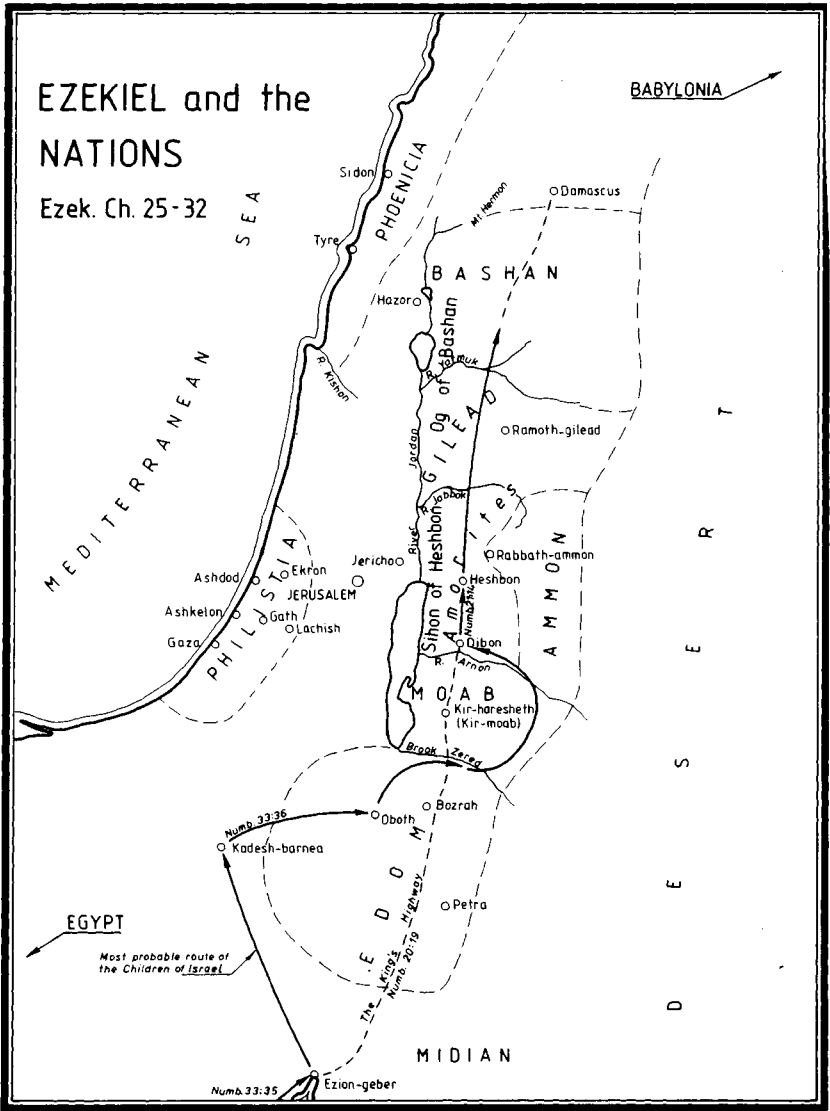 EZEKIEL and the
NATIONS
Ezek. Ch. 25-32
BABYLONIA
MEDITERRANEAN SEA
PHOENICIA
Sidon
Tyre
Mt Hermon
Damascus
BASHAN
Hazor
Og of Bashan
R. Yarmuk
R. Kishon
GILEAD
Ramoth-gilead
River Jordan
R. Jabbok
Amorites
Sihon of Heshbon
AMMON
Rabbath-ammon
Jericho
Heshbon
JERUSALEM
PHILISTIA
Ashdod
Ekron
Ashkelon
Gath
Lachish
Gaza
Dibon
R. Arnon
MOAB
Kir-haresheth
(Kir-moab)
Brook Zered
Numb. 33:36
Oboth
Bozrah
Kadesh-barnea
EDOM
Petra
The King's Highway
Numb. 20:19
EGYPT
Most probable route of
the Children of Israel
MIDIAN
Numb. 33:35
Ezion-geber
DESERT